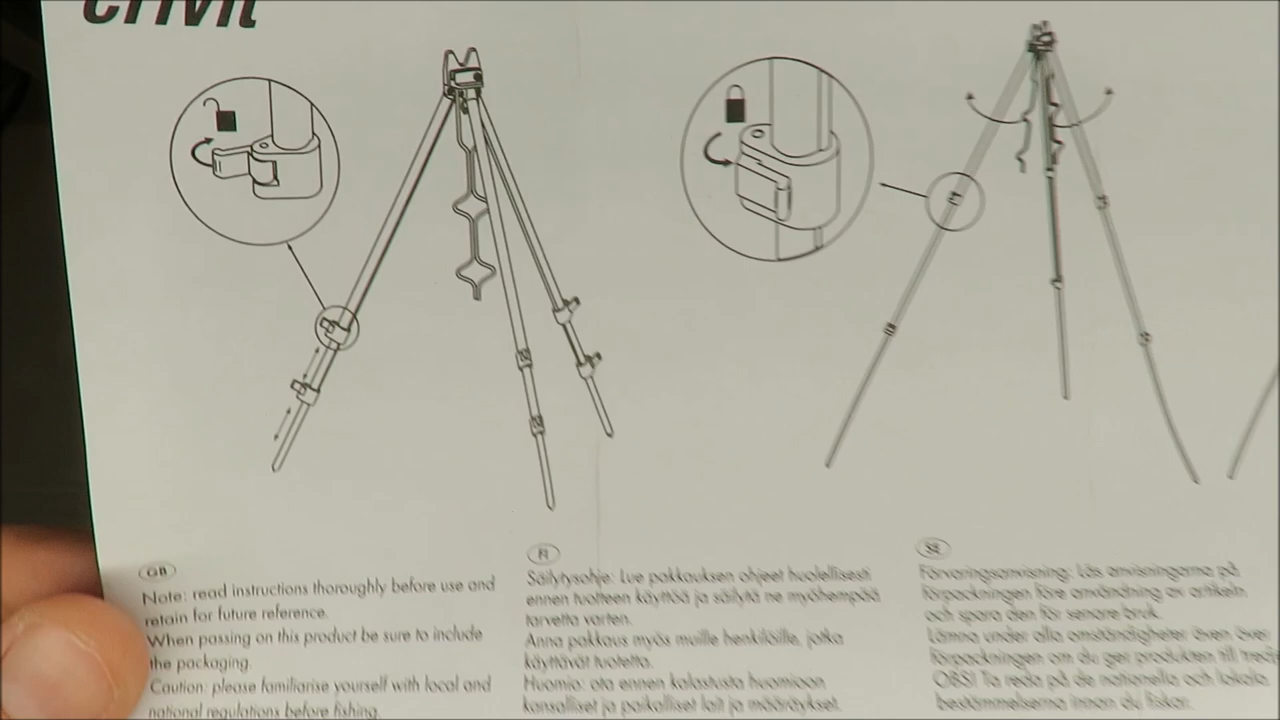 crivit
GB
Note: read instructions thoroughly before use and
retain for future reference.
When passing on this product be sure to include
the packaging.
Caution: please familiarise yourself with local and
national regulations before fishing.
FI
Säilytysohje: Lue pakkauksen ohjeet huolellisesti
ennen tuotteen käyttöä ja säilytä ne myöhempää
tarvetta varten.
Anna pakkaus myös muille henkilöille, jotka
käyttävät tuotetta.
Huomio: ota ennen kalastusta huomioon
kansalliset ja paikalliset lait ja määräykset.
SE
Förvaringsanvisning: Läs anvisningarna på
förpackningen före användning av artikeln
och spara den för senare bruk.
Lämna under alla omständigheter även över
förpackningen om du ger produkten till
OBS! Ta reda på de nationella och lokala
bestämmelserna innan du fiskar.